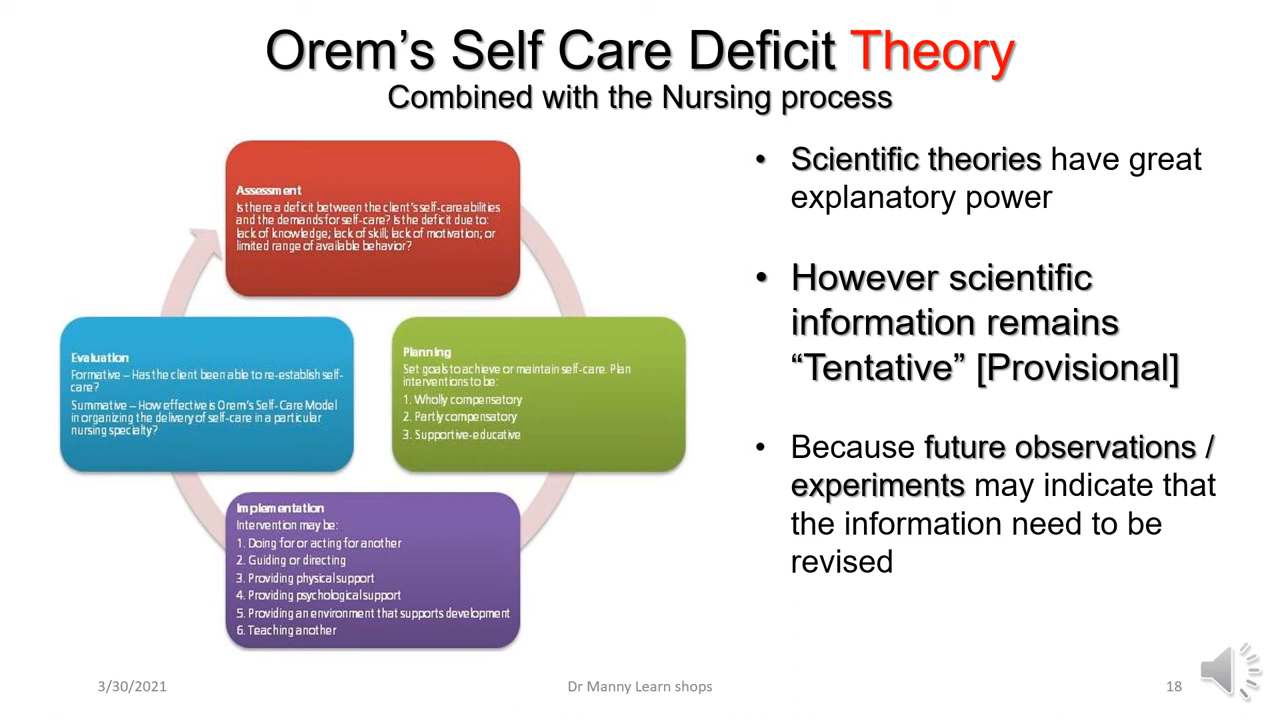 Orem’s Self Care Deficit Theory
Combined with the Nursing process
Assessment
Is there a deficit between the client's self-care abilities
and the demands for self-care? Is the deficit due to:
lack of knowledge; lack of skill; lack of motivation; or
limited range of available behavior?
Evaluation
Formative – Has the client been able to re-establish self-
care?
Summative – How effective is Orem's Self-Care Model
in organizing the delivery of self-care in a particular
nursing specialty?
Planning
Set goals to achieve or maintain self-care. Plan
interventions to be:
1. Wholly compensatory
2. Partly compensatory
3. Supportive-educative
Implementation
Intervention may be:
1. Doing for or acting for another
2. Guiding or directing
3. Providing physical support
4. Providing psychological support
5. Providing an environment that supports development
6. Teaching another
• Scientific theories have great
explanatory power
• However scientific
information remains
“Tentative” [Provisional]
• Because future observations /
experiments may indicate that
the information need to be
revised
3/30/2021
Dr Manny Learn shops
18